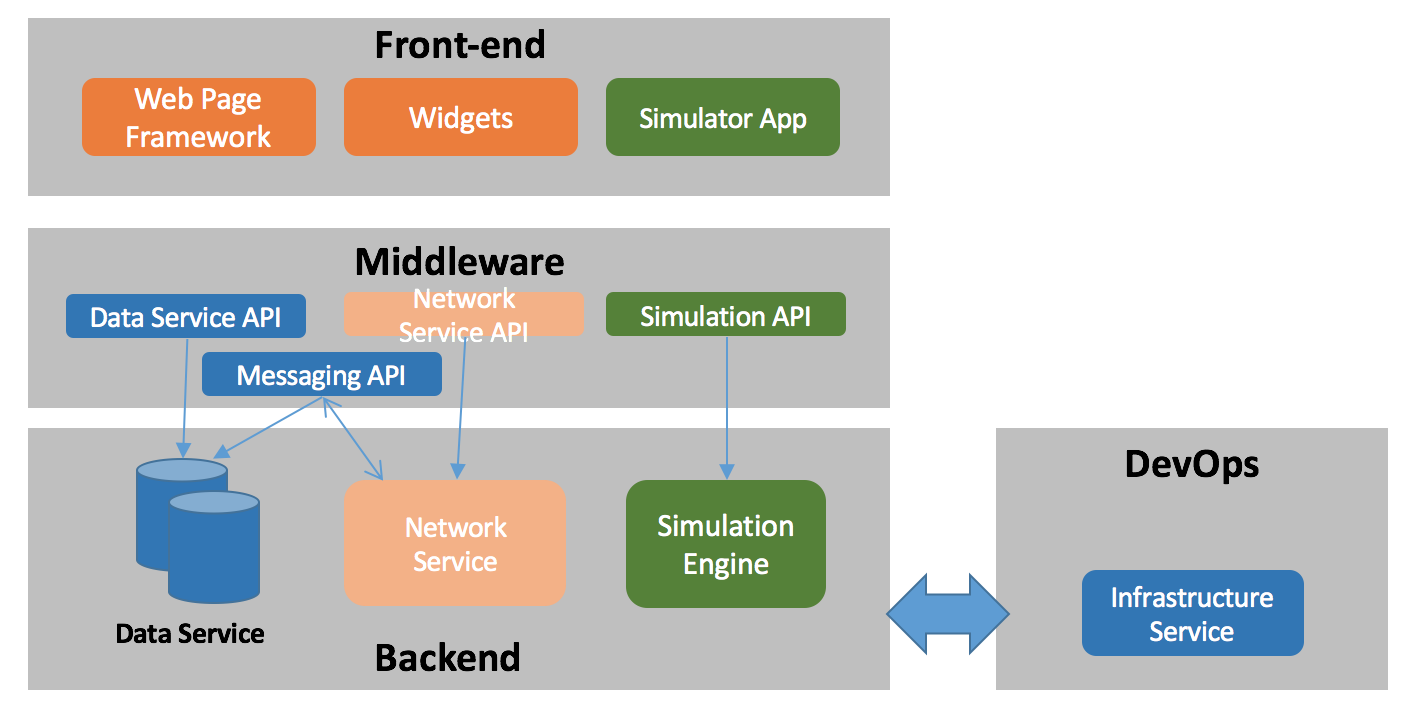 Front-end
Web Page
Framework
Widgets
Simulator App
Middleware
Data Service API
Network
Service API
Simulation API
Messaging API
Network
Service
Simulation
Engine
Data Service
Backend
DevOps
Infrastructure
Service